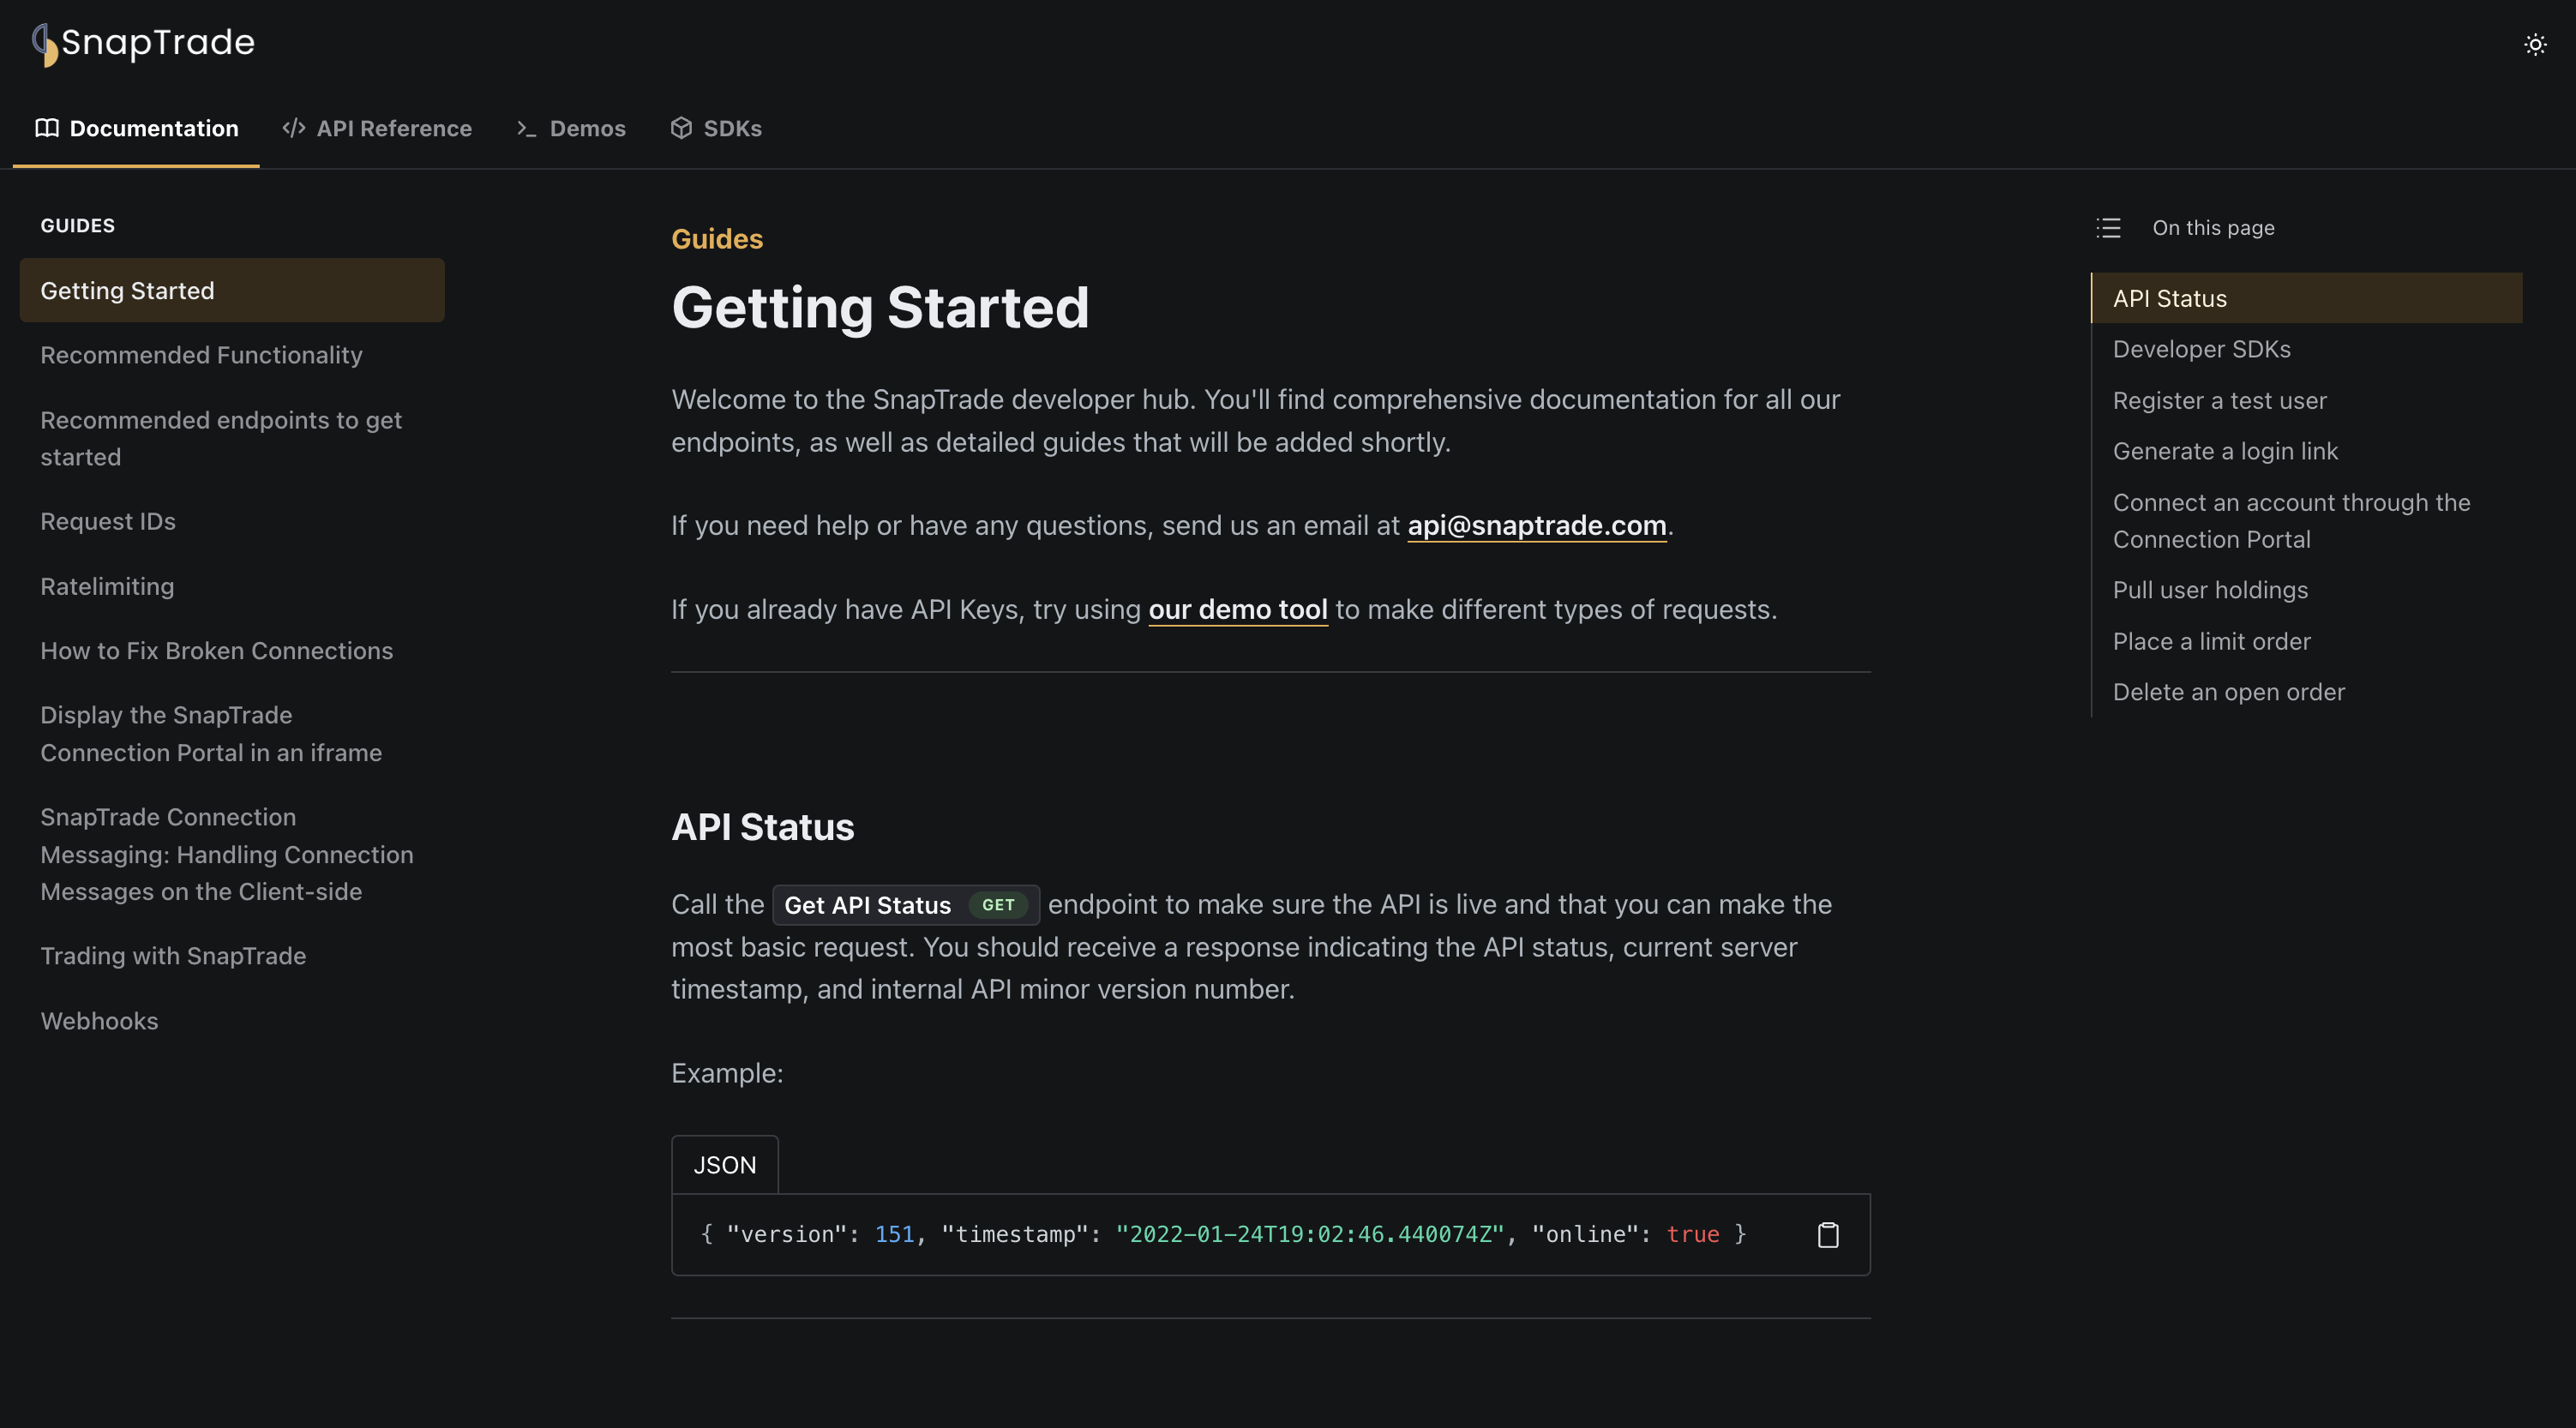 SnapTrade
Documentation
API Reference
Demos
SDKs
GUIDES
Getting Started
Recommended Functionality
Recommended endpoints to get
started
Request IDs
Ratelimiting
How to Fix Broken Connections
Display the SnapTrade
Connection Portal in an iframe
SnapTrade Connection
Messaging: Handling Connection
Messages on the Client-side
Trading with SnapTrade
Webhooks
Guides
Getting Started
Welcome to the SnapTrade developer hub. You'll find comprehensive documentation for all our
endpoints, as well as detailed guides that will be added shortly.
If you need help or have any questions, send us an email at api@snaptrade.com.
If you already have API Keys, try using our demo tool to make different types of requests.
API Status
Call the Get API Status GET endpoint to make sure the API is live and that you can make the
most basic request. You should receive a response indicating the API status, current server
timestamp, and internal API minor version number.
Example:
JSON
{ "version": 151, "timestamp": "2022-01-24T19:02:46.440074Z", "online": true }
On this page
API Status
Developer SDKs
Register a test user
Generate a login link
Connect an account through the
Connection Portal
Pull user holdings
Place a limit order
Delete an open order